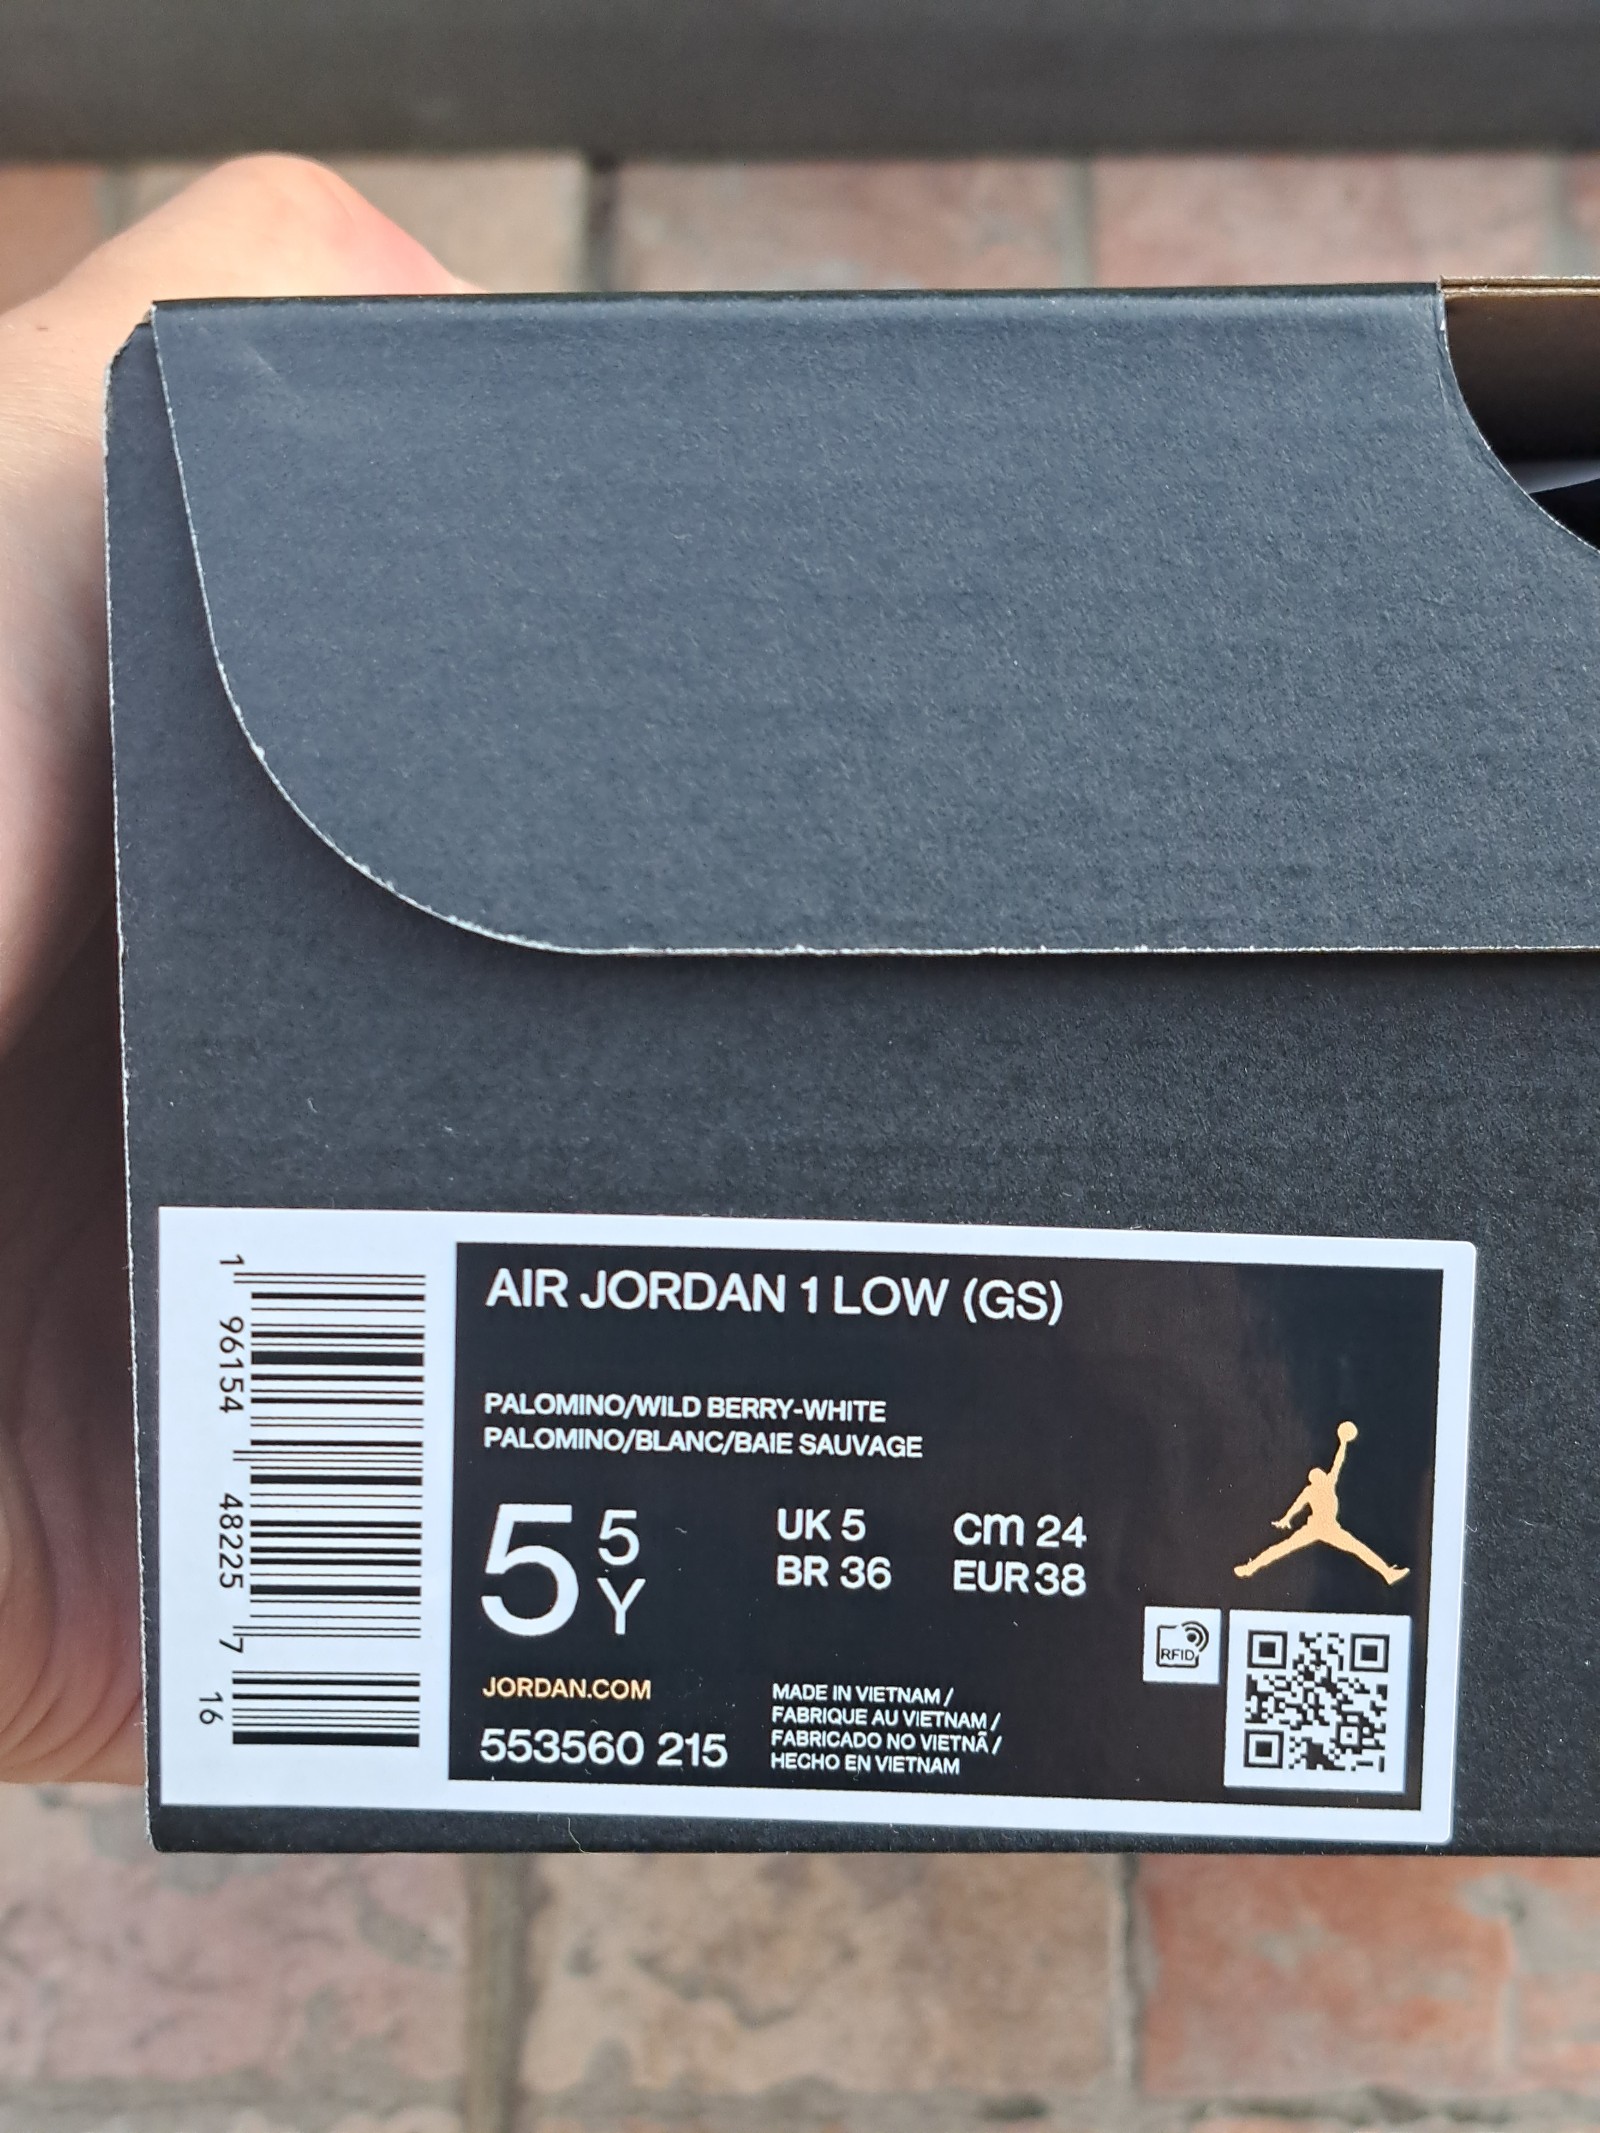 AIR JORDAN 1 LOW (GS)
PALOMINO/WILD BERRY-WHITE
PALOMINO/BLANC/BAIE SAUVAGE
5 5 Y
UK 5
BR 36
cm 24
EUR 38
JORDAN.COM
553560 215
MADE IN VIETNAM /
FABRIQUE AU VIETNAM /
FABRICADO NO VIETNÃ /
HECHO EN VIETNAM
RFID
1 96154 48225 7 16